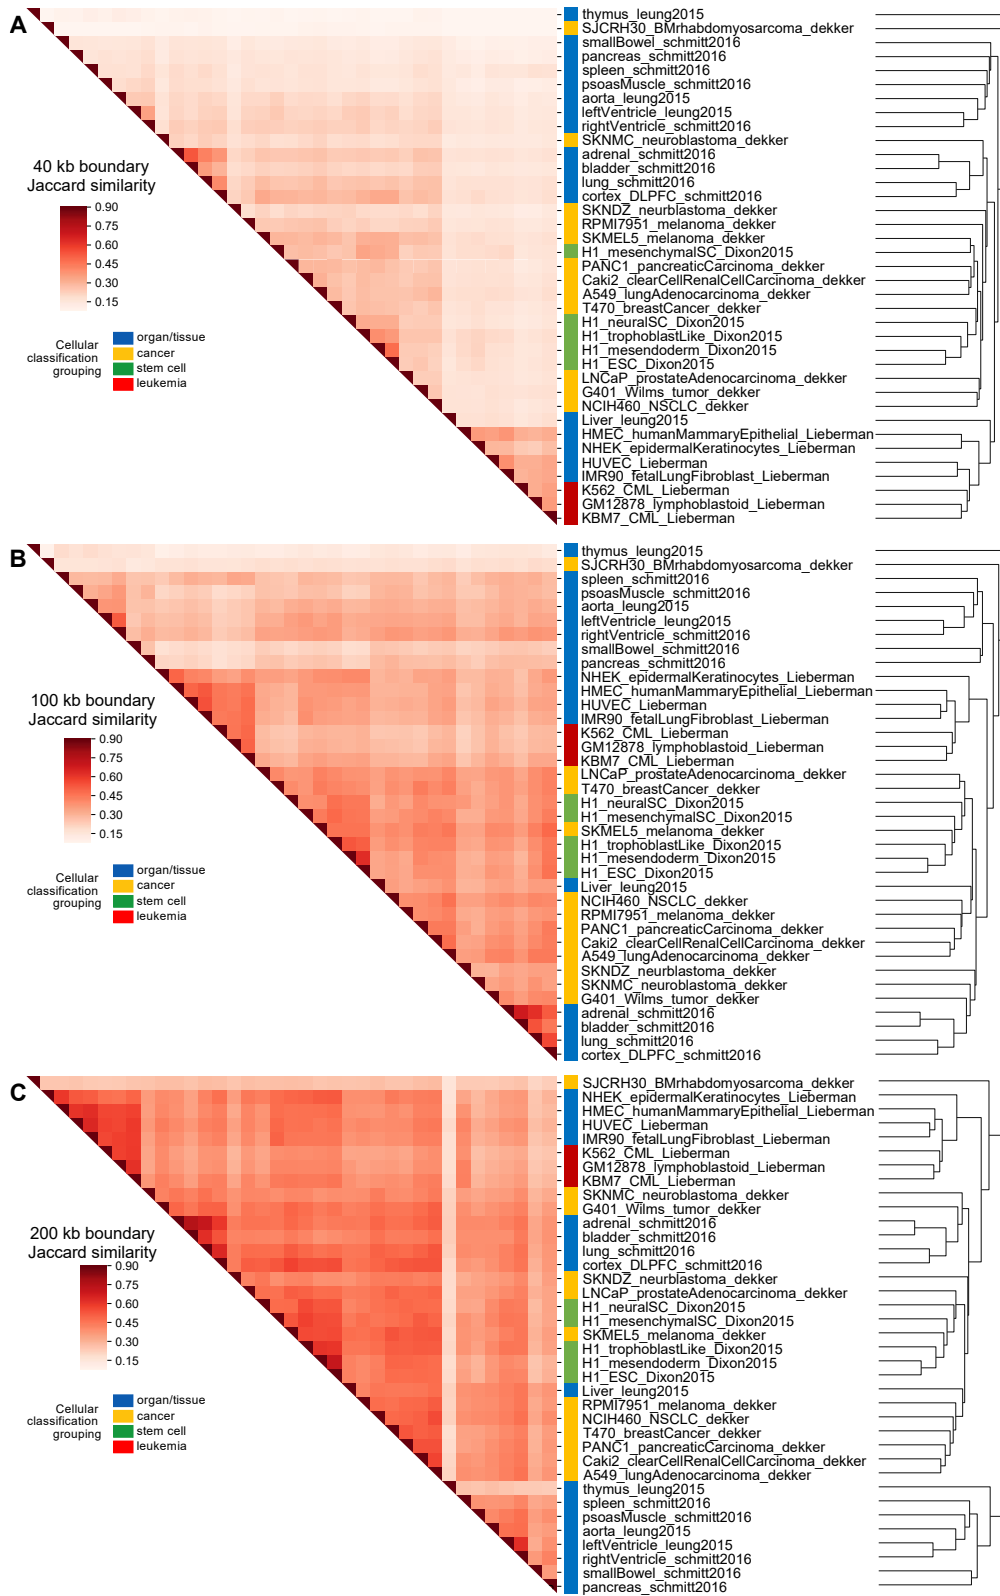 A
thymus_leung2015
SJCRH30_BMrhabdomyosarcoma_dekker
smallBowel_schmitt2016
pancreas_schmitt2016
spleen_schmitt2016
psoasMuscle_schmitt2016
aorta_leung2015
leftVentricle_leung2015
rightVentricle_schmitt2016
SKNMC_neuroblastoma_dekker
adrenal_schmitt2016
bladder_schmitt2016
lung_schmitt2016
cortex_DLPFC_schmitt2016
SKNDZ_neurblastoma_dekker
RPMI7951_melanoma_dekker
SKMEL5_melanoma_dekker
H1_mesenchymalSC_Dixon2015
PANC1_pancreaticCarcinoma_dekker
Caki2_clearCellRenalCellCarcinoma_dekker
A549_lungAdenocarcinoma_dekker
T470_breastCancer_dekker
H1_neuralSC_Dixon2015
H1_trophoblastLike_Dixon2015
H1_mesendoderm_Dixon2015
H1_ESC_Dixon2015
LNCaP_prostateAdenocarcinoma_dekker
G401_Wilms_tumor_dekker
NCIH460_NSCLC_dekker
Liver_leung2015
HMEC_humanMammaryEpithelial_Lieberman
NHEK_epidermalKeratinocytes_Lieberman
HUVEC_Lieberman
IMR90_fetalLungFibroblast_Lieberman
K562_CML_Lieberman
GM12878_lymphoblastoid_Lieberman
KBM7_CML_Lieberman
40 kb boundary
Jaccard similarity
0.90
0.75
0.60
0.45
0.30
0.15
Cellular
classification
grouping
organ/tissue
cancer
stem cell
leukemia
B
thymus_leung2015
SJCRH30_BMrhabdomyosarcoma_dekker
spleen_schmitt2016
psoasMuscle_schmitt2016
aorta_leung2015
leftVentricle_leung2015
rightVentricle_schmitt2016
smallBowel_schmitt2016
pancreas_schmitt2016
NHEK_epidermalKeratinocytes_Lieberman
HMEC_humanMammaryEpithelial_Lieberman
HUVEC_Lieberman
IMR90_fetalLungFibroblast_Lieberman
K562_CML_Lieberman
GM12878_lymphoblastoid_Lieberman
KBM7_CML_Lieberman
LNCaP_prostateAdenocarcinoma_dekker
T470_breastCancer_dekker
H1_neuralSC_Dixon2015
H1_mesenchymalSC_Dixon2015
SKMEL5_melanoma_dekker
H1_trophoblastLike_Dixon2015
H1_mesendoderm_Dixon2015
H1_ESC_Dixon2015
Liver_leung2015
NCIH460_NSCLC_dekker
RPMI7951_melanoma_dekker
PANC1_pancreaticCarcinoma_dekker
Caki2_clearCellRenalCellCarcinoma_dekker
A549_lungAdenocarcinoma_dekker
SKNDZ_neurblastoma_dekker
SKNMC_neuroblastoma_dekker
G401_Wilms_tumor_dekker
adrenal_schmitt2016
bladder_schmitt2016
lung_schmitt2016
cortex_DLPFC_schmitt2016
100 kb boundary
Jaccard similarity
0.90
0.75
0.60
0.45
0.30
0.15
Cellular
classification
grouping
organ/tissue
cancer
stem cell
leukemia
C
SJCRH30_BMrhabdomyosarcoma_dekker
NHEK_epidermalKeratinocytes_Lieberman
HMEC_humanMammaryEpithelial_Lieberman
HUVEC_Lieberman
IMR90_fetalLungFibroblast_Lieberman
K562_CML_Lieberman
GM12878_lymphoblastoid_Lieberman
KBM7_CML_Lieberman
SKNMC_neuroblastoma_dekker
G401_Wilms_tumor_dekker
adrenal_schmitt2016
bladder_schmitt2016
lung_schmitt2016
cortex_DLPFC_schmitt2016
SKNDZ_neurblastoma_dekker
LNCaP_prostateAdenocarcinoma_dekker
H1_neuralSC_Dixon2015
H1_mesenchymalSC_Dixon2015
SKMEL5_melanoma_dekker
H1_trophoblastLike_Dixon2015
H1_mesendoderm_Dixon2015
H1_ESC_Dixon2015
Liver_leung2015
RPMI7951_melanoma_dekker
NCIH460_NSCLC_dekker
T470_breastCancer_dekker
PANC1_pancreaticCarcinoma_dekker
Caki2_clearCellRenalCellCarcinoma_dekker
A549_lungAdenocarcinoma_dekker
thymus_leung2015
spleen_schmitt2016
psoasMuscle_schmitt2016
aorta_leung2015
leftVentricle_leung2015
rightVentricle_schmitt2016
smallBowel_schmitt2016
pancreas_schmitt2016
200 kb boundary
Jaccard similarity
0.90
0.75
0.60
0.45
0.30
0.15
Cellular
classification
grouping
organ/tissue
cancer
stem cell
leukemia